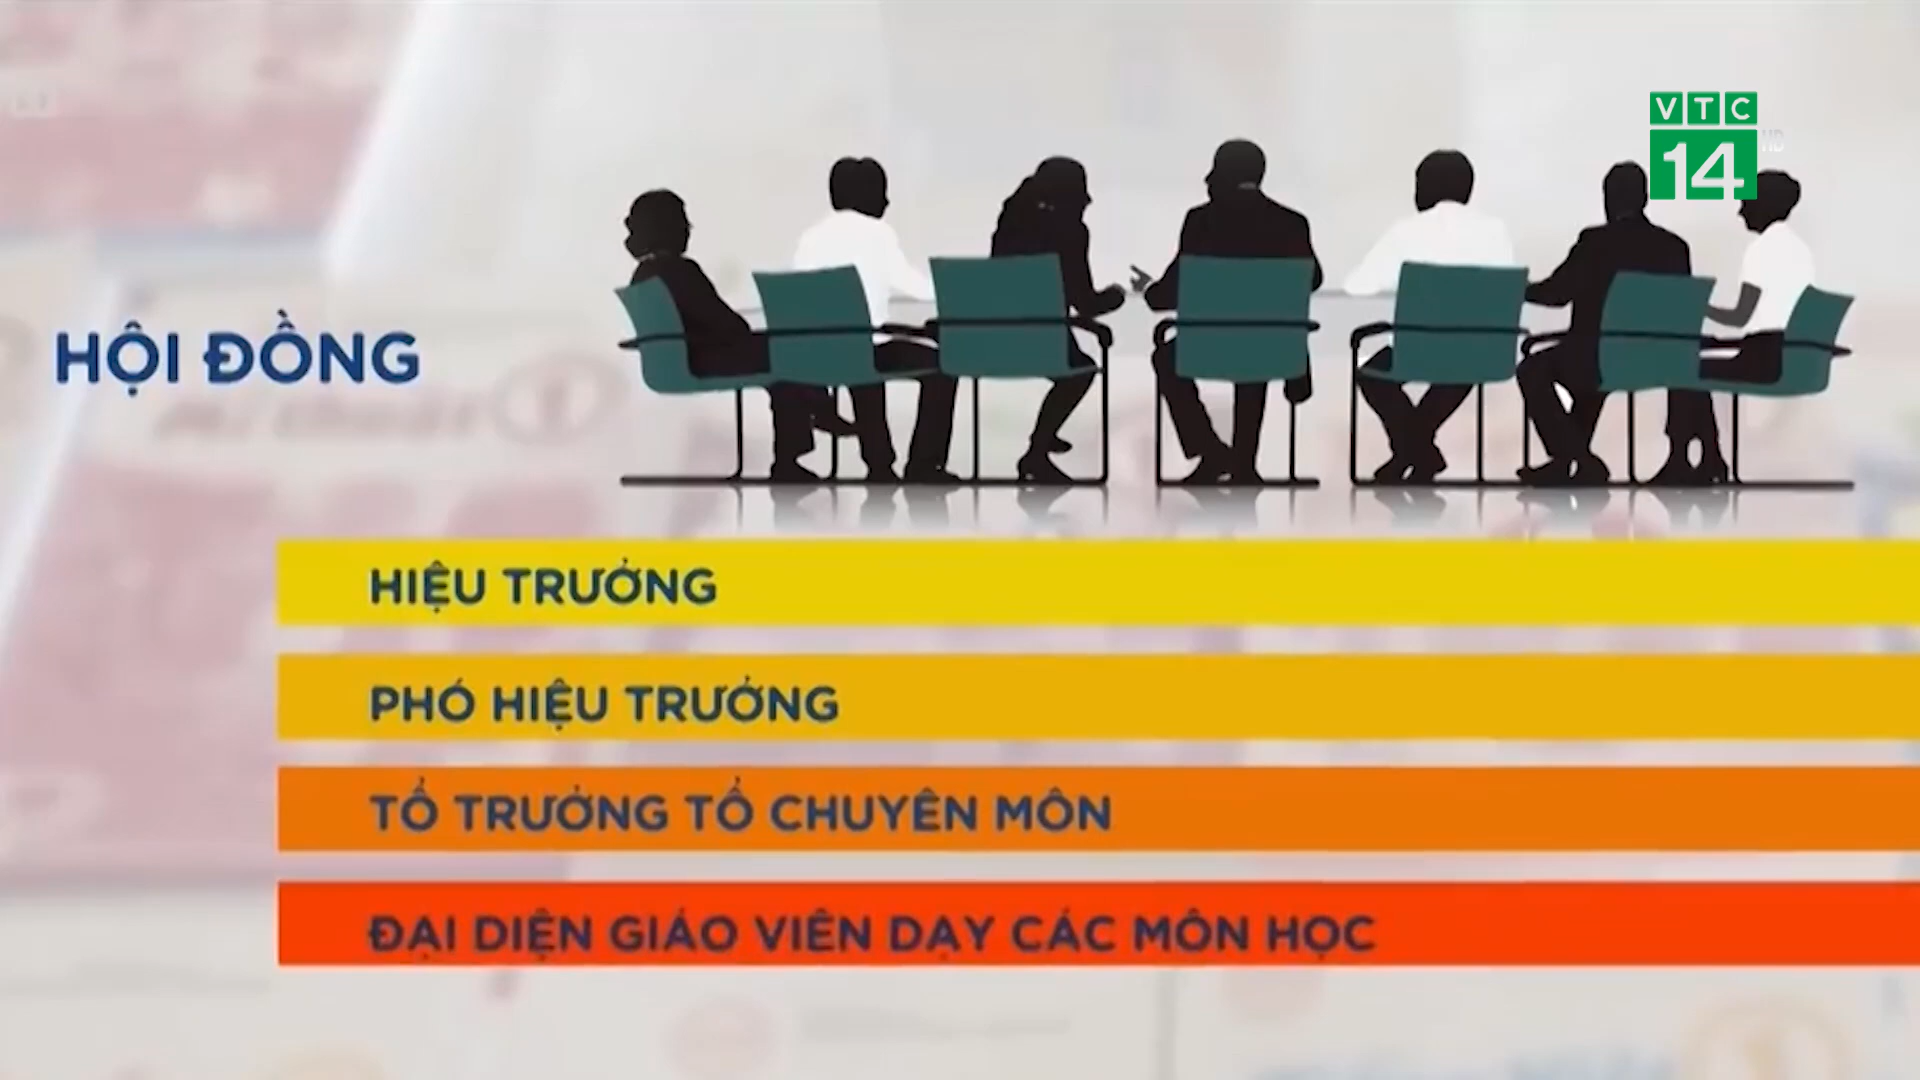 VTC
14
HD
HỘI ĐỒNG
HIỆU TRƯỞNG
PHÓ HIỆU TRƯỞNG
TỔ TRƯỞNG TỔ CHUYÊN MÔN
ĐẠI DIỆN GIÁO VIÊN DẠY CÁC MÔN HỌC